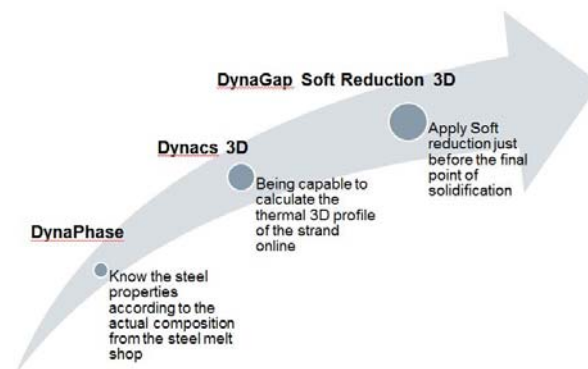 DynaGap Soft Reduction 3D
Apply Soft
reduction just
before the final
point of
solidification
Dynacs 3D
Being capable to
calculate the
thermal 3D profile
of the strand
online
DynaPhase
Know the steel
properties
according to the
actual composition
from the steel melt
shop